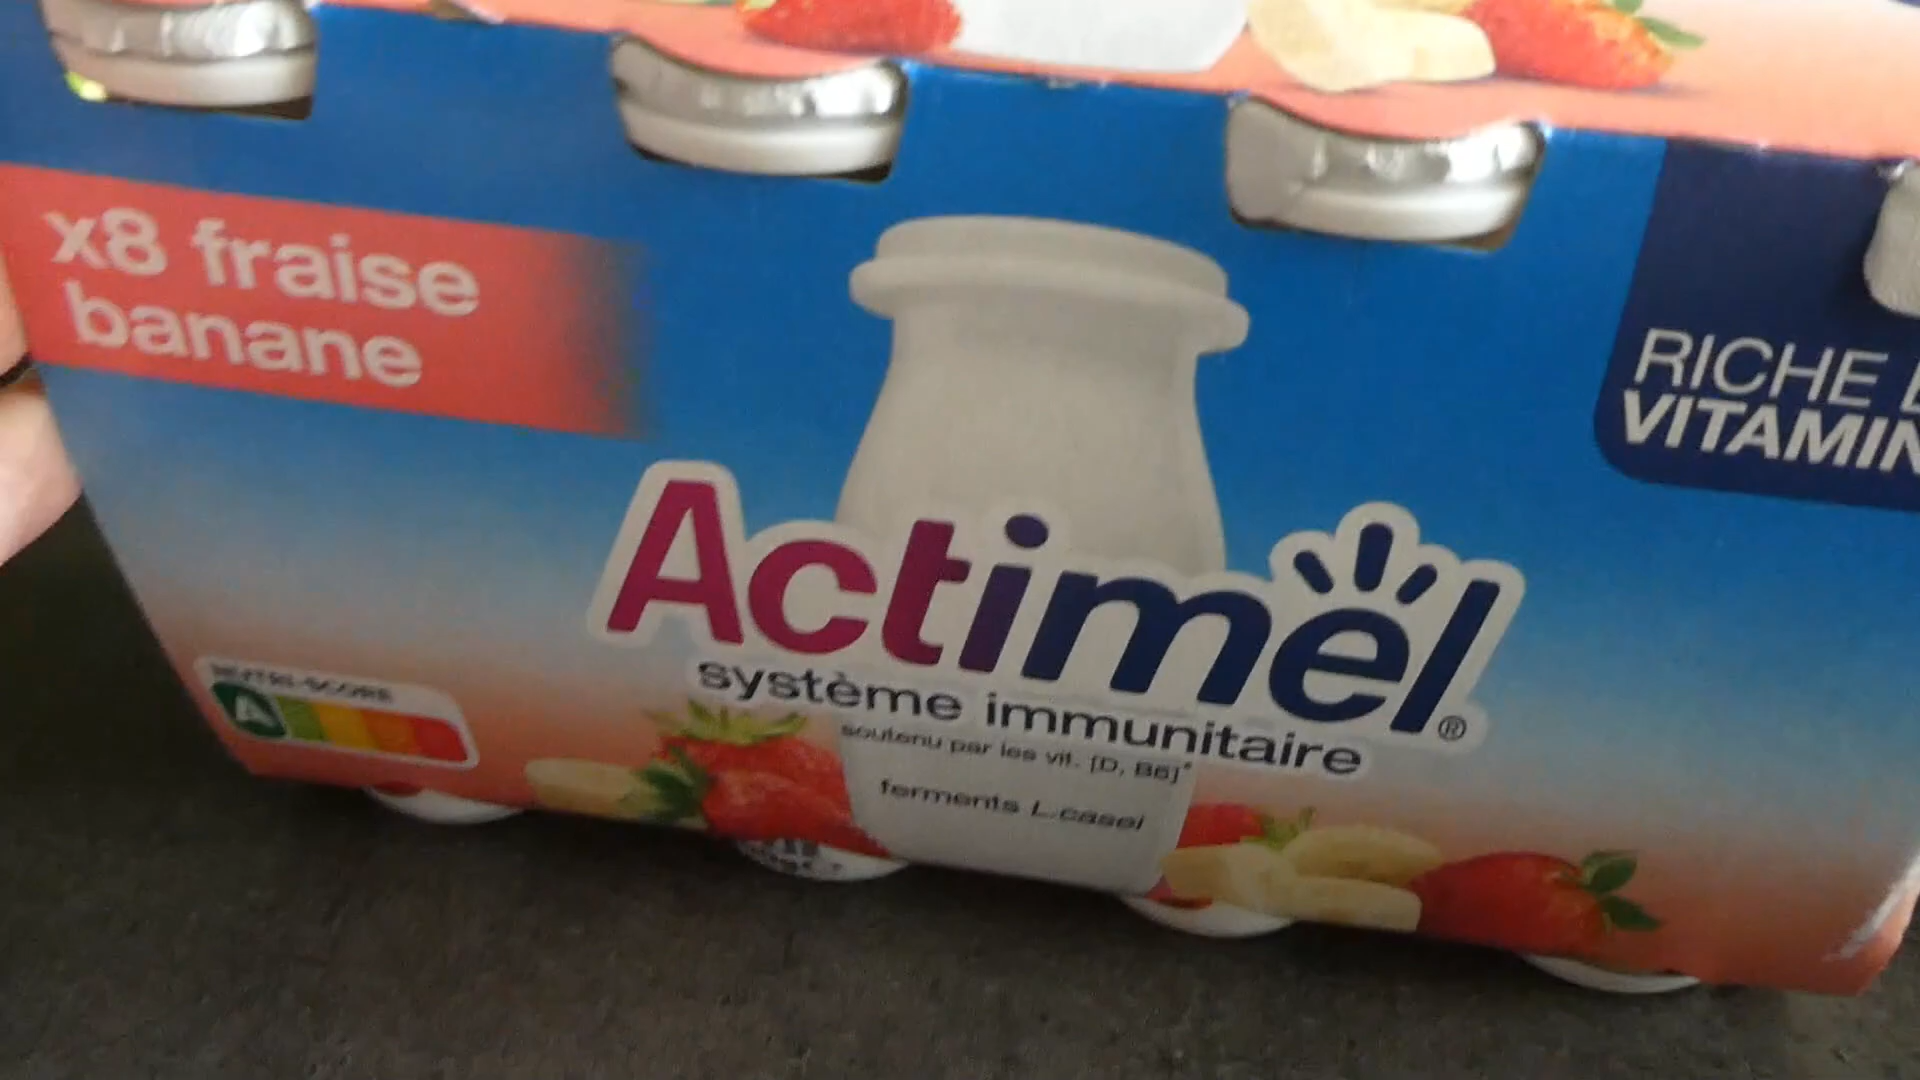 x8 fraise
banane
RICHE
VITAMIN
Actimel®
système immunitaire
soutenu par les vit. [D, B6]*
ferments L.casei
NUTRI-SCORE
A